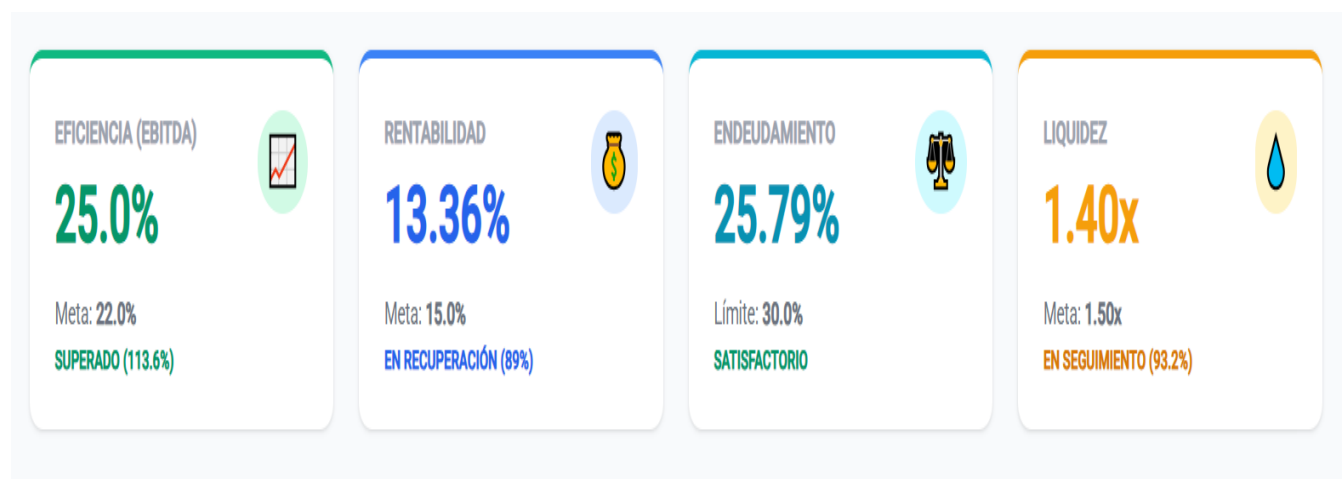 EFICIENCIA (EBITDA)
25.0%
Meta: 22.0%
SUPERADO (113.6%)
RENTABILIDAD
13.36%
Meta: 15.0%
EN RECUPERACIÓN (89%)
ENDEUDAMIENTO
25.79%
Límite: 30.0%
SATISFACTORIO
LIQUIDEZ
1.40x
Meta: 1.50x
EN SEGUIMIENTO (93.2%)